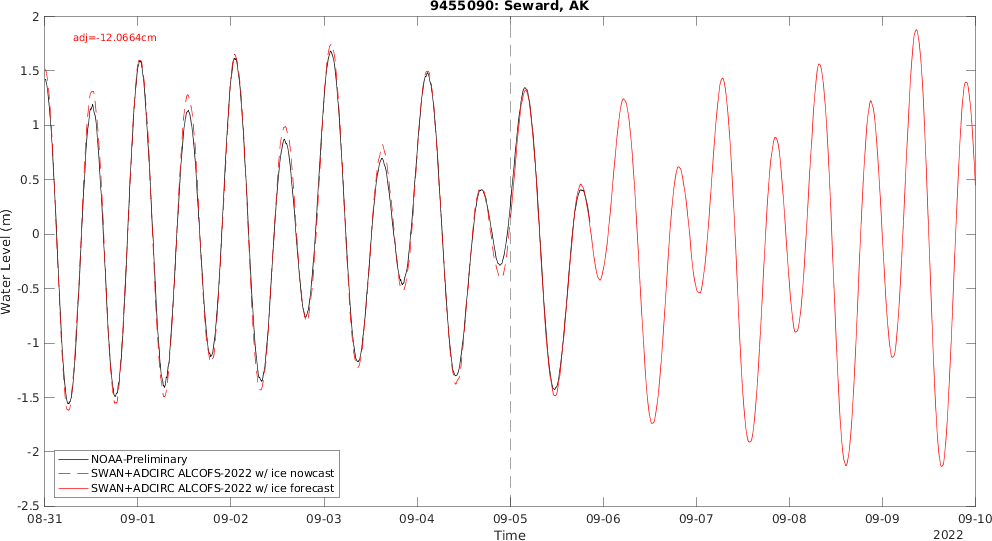 9455090: Seward, AK
adj=-12.0664cm
2
1.5
1
0.5
0
-0.5
-1
-1.5
-2
-2.5
Water Level (m)
NOAA-Preliminary
SWAN+ADCIRC ALCOFS-2022 w/ ice nowcast
SWAN+ADCIRC ALCOFS-2022 w/ ice forecast
08-31 09-01 09-02 09-03 09-04 09-05 09-06 09-07 09-08 09-09 09-10
Time
2022